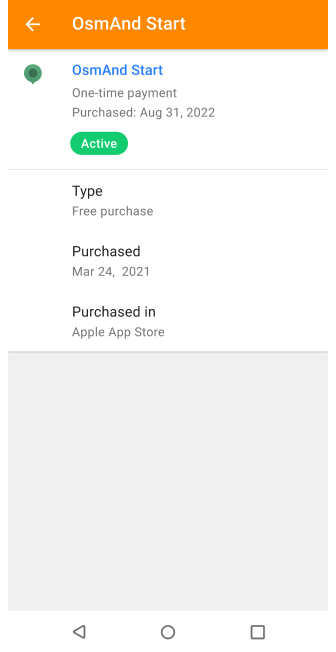 OsmAnd Start
OsmAnd Start
One-time payment
Purchased: Aug 31, 2022
Active
Type
Free purchase
Purchased
Mar 24,  2021
Purchased in
Apple App Store